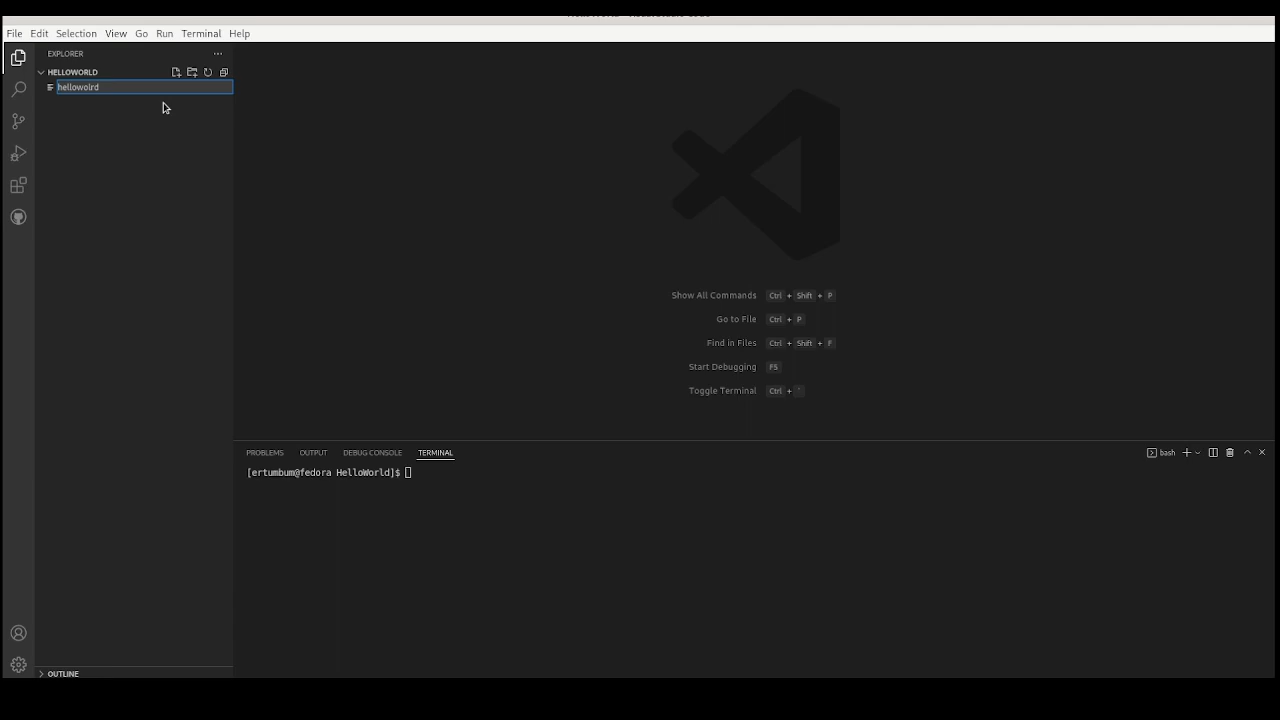 File Edit Selection View Go Run Terminal Help
EXPLORER
HELLOWORLD
hellowolrd
Show All Commands Ctrl + Shift + P
Go to File Ctrl + P
Find in Files Ctrl + Shift + F
Start Debugging F5
Toggle Terminal Ctrl + `
PROBLEMS OUTPUT DEBUG CONSOLE TERMINAL
bash
[ertumbum@fedora HelloWorld]$
OUTLINE